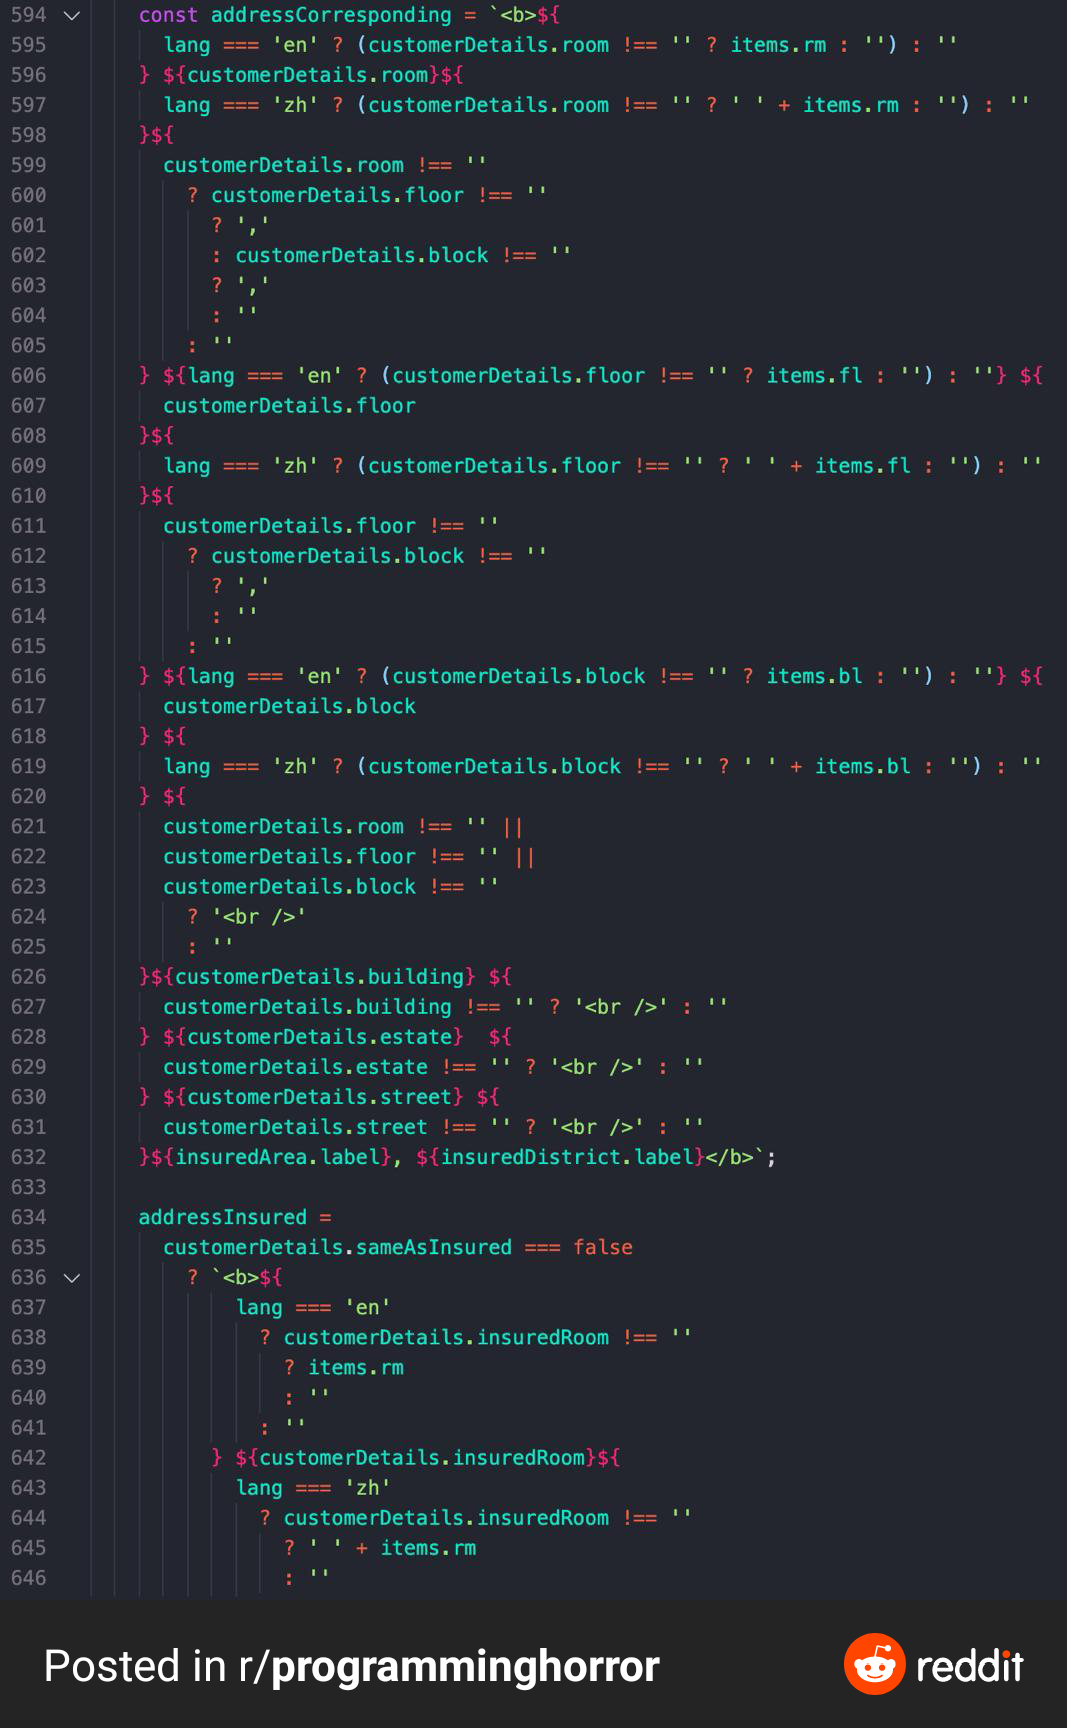 594 const addressCorresponding = `<b>${
595 lang === 'en' ? (customerDetails.room !== '' ? items.rm : '') : ''
596 } ${customerDetails.room}${
597 lang === 'zh' ? (customerDetails.room !== '' ? ' ' + items.rm : '') : ''
598 }${
599 customerDetails.room !== ''
600 ? customerDetails.floor !== ''
601 ? ','
602 : customerDetails.block !== ''
603 ? ','
604 : ''
605 : ''
606 } ${lang === 'en' ? (customerDetails.floor !== '' ? items.fl : '') : ''} ${
607 customerDetails.floor
608 }${
609 lang === 'zh' ? (customerDetails.floor !== '' ? ' ' + items.fl : '') : ''
610 }${
611 customerDetails.floor !== ''
612 ? customerDetails.block !== ''
613 ? ','
614 : ''
615 : ''
616 } ${lang === 'en' ? (customerDetails.block !== '' ? items.bl : '') : ''} ${
617 customerDetails.block
618 } ${
619 lang === 'zh' ? (customerDetails.block !== '' ? ' ' + items.bl : '') : ''
620 } ${
621 customerDetails.room !== '' ||
622 customerDetails.floor !== '' ||
623 customerDetails.block !== ''
624 ? '<br />'
625 : ''
626 }${customerDetails.building} ${
627 customerDetails.building !== '' ? '<br />' : ''
628 } ${customerDetails.estate}  ${
629 customerDetails.estate !== '' ? '<br />' : ''
630 } ${customerDetails.street} ${
631 customerDetails.street !== '' ? '<br />' : ''
632 }${insuredArea.label}, ${insuredDistrict.label}</b>`;
633
634 addressInsured =
635 customerDetails.sameAsInsured === false
636 ? `<b>${
637 lang === 'en'
638 ? customerDetails.insuredRoom !== ''
639 ? items.rm
640 : ''
641 : ''
642 } ${customerDetails.insuredRoom}${
643 lang === 'zh'
644 ? customerDetails.insuredRoom !== ''
645 ? ' ' + items.rm
646 : ''
Posted in r/programminghorror
reddit